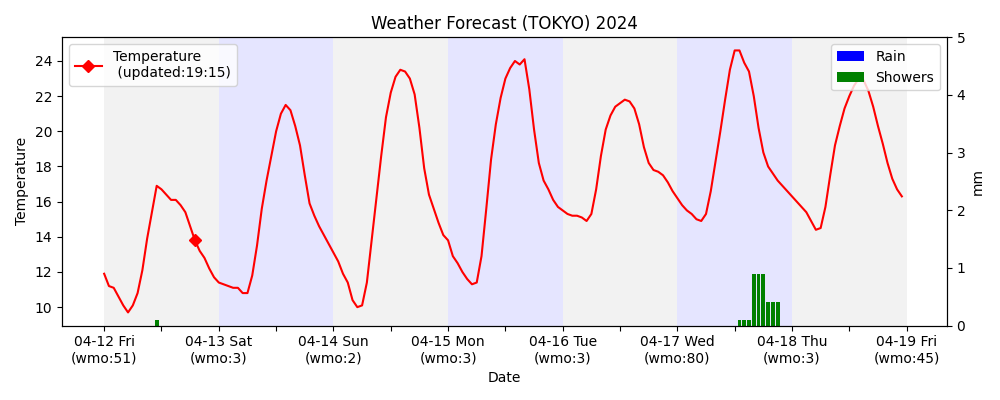 Weather Forecast (TOKYO) 2024
Temperature
(updated:19:15)
Rain
Showers
Temperature
24
22
20
18
16
14
12
10
5
4
3
2
1
0
mm
04-12 Fri
(wmo:51)
04-13 Sat
(wmo:3)
04-14 Sun
(wmo:2)
04-15 Mon
(wmo:3)
04-16 Tue
(wmo:3)
04-17 Wed
(wmo:80)
04-18 Thu
(wmo:3)
04-19 Fri
(wmo:45)
Date